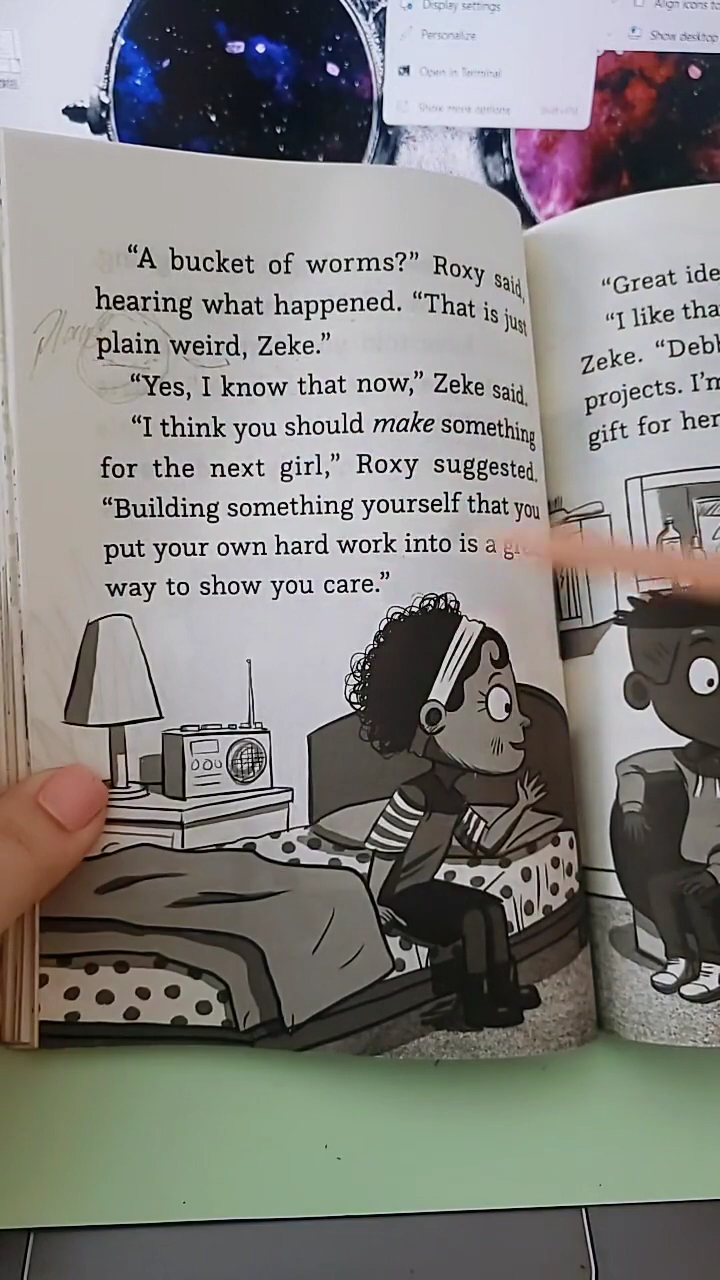 Display settings
Align icons to
Personalize
Show desktop
Open in Terminal
Show more options
“A bucket of worms?” Roxy said,
hearing what happened. “That is just
plain weird, Zeke.”
“Yes, I know that now,” Zeke said.
“I think you should make something
for the next girl,” Roxy suggested.
“Building something yourself that you
put your own hard work into is a
way to show you care.”
“Great
“I like
Zeke.
projects. I’m
gift for her